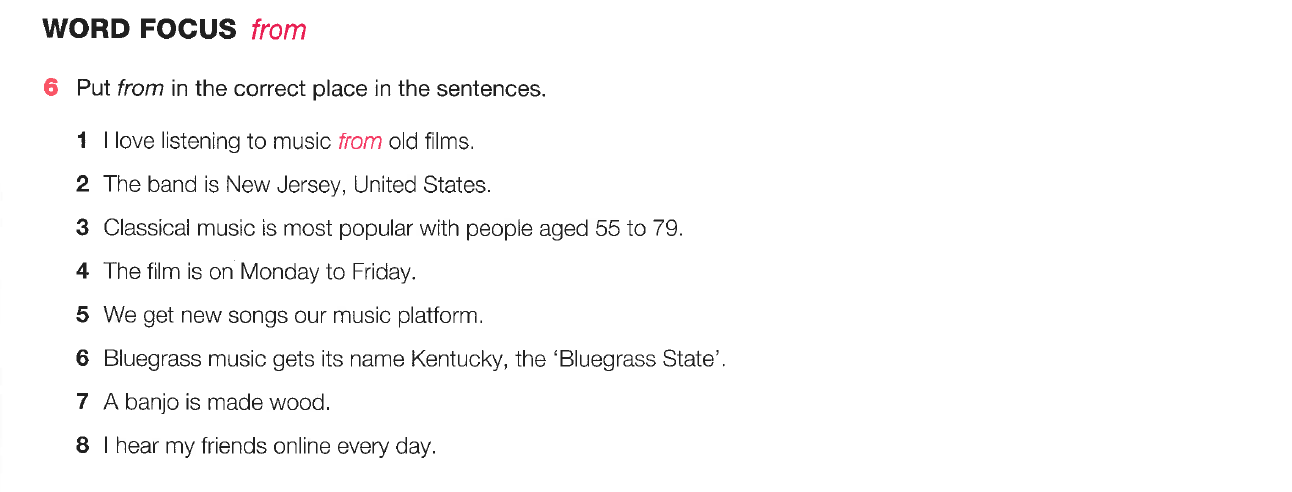 WORD FOCUS from
6 Put from in the correct place in the sentences.
1 I love listening to music from old films.
2 The band is New Jersey, United States.
3 Classical music is most popular with people aged 55 to 79.
4 The film is on Monday to Friday.
5 We get new songs our music platform.
6 Bluegrass music gets its name Kentucky, the ‘Bluegrass State’.
7 A banjo is made wood.
8 I hear my friends online every day.